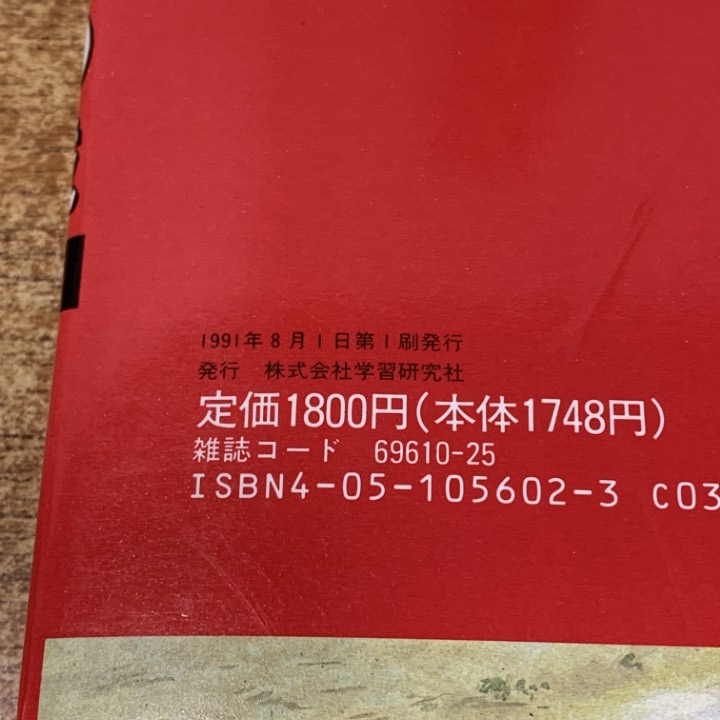 1991年8月1日第1刷発行
発行　株式会社学習研究社
定価1800円(本体1748円)
雑誌コード　69610-25
ISBN4-05-105602-3 C03